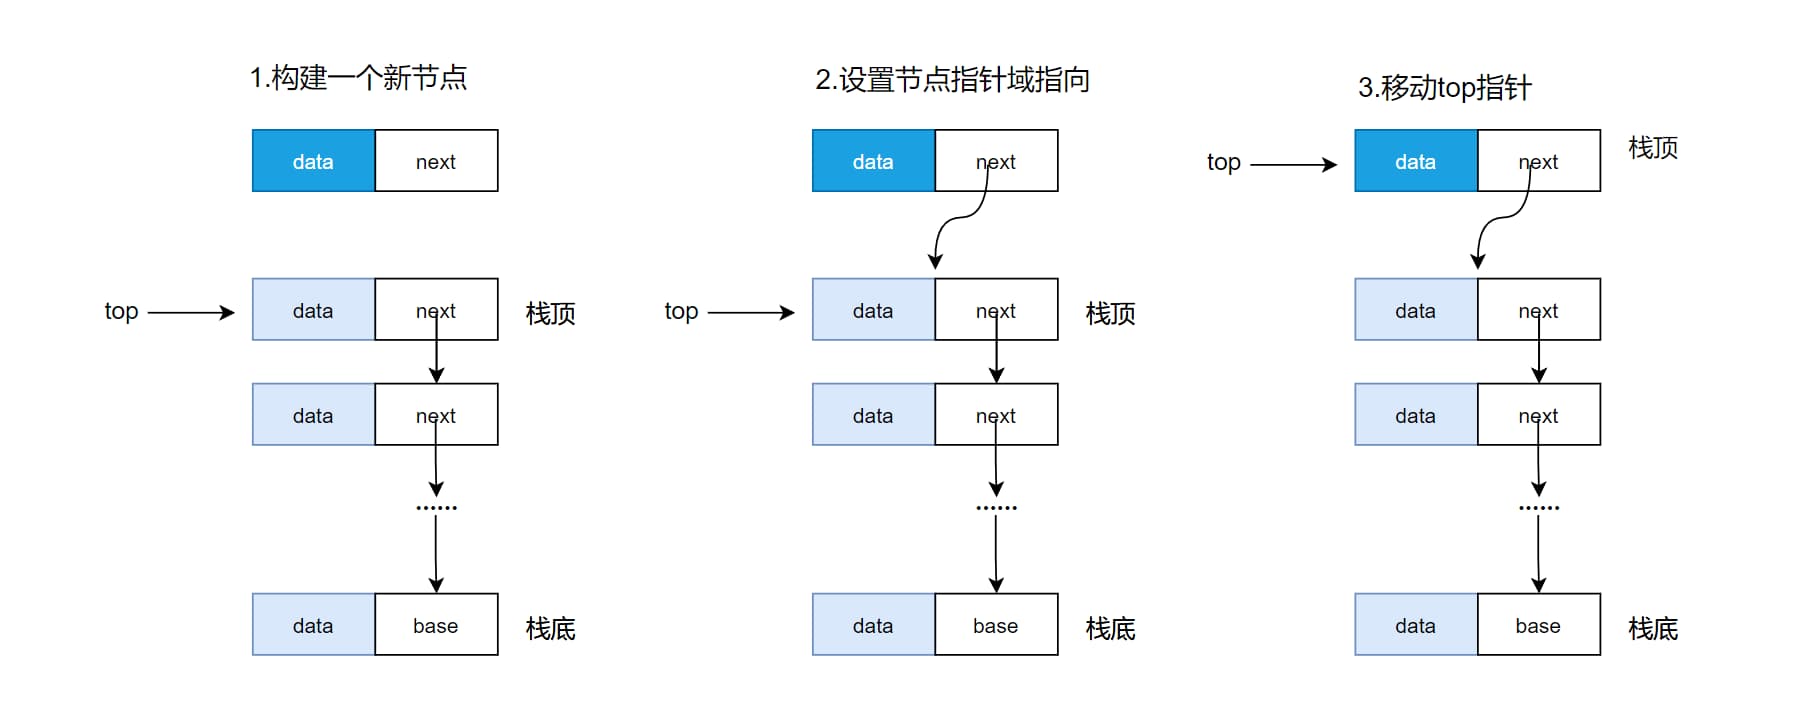 1.构建一个新节点
data next
top data next 栈顶
data next
......
data base 栈底
2.设置节点指针域指向
data next
top data next 栈顶
data next
......
data base 栈底
3.移动top指针
top data next 栈顶
data next
data next
......
data base 栈底